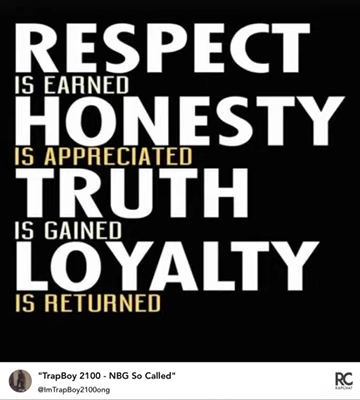 RESPECT
IS EARNED
HONESTY
IS APPRECIATED
TRUTH
IS GAINED
LOYALTY
IS RETURNED
"TrapBoy 2100 - NBG So Called"
@ImTrapBoy2100ong
RC
RAPCHAT